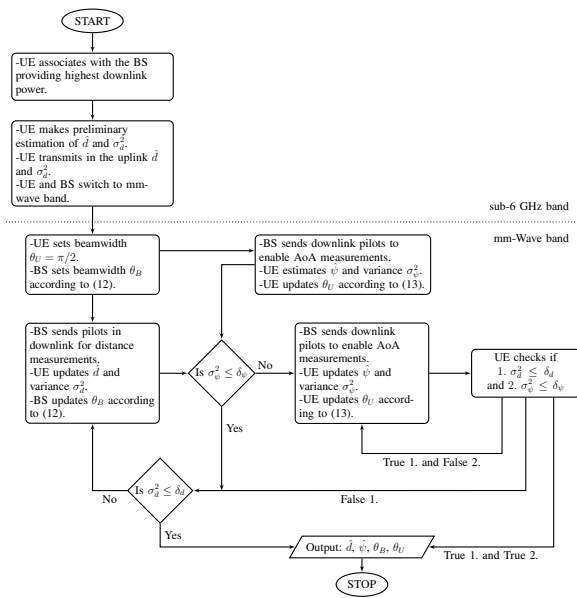 START
-UE associates with the BS
providing highest downlink
power.
-UE makes preliminary
estimation of d̂ and σ_d^2.
-UE transmits in the uplink d̂
and σ_d^2.
-UE and BS switch to mm-
wave band.
sub-6 GHz band
mm-Wave band
-UE sets beamwidth
θ_U = π/2.
-BS sets beamwidth θ_B
according to (12).
-BS sends downlink pilots to
enable AoA measurements.
-UE estimates ψ̂ and variance σ_ψ^2.
-UE updates θ_U according to (13).
-BS sends pilots in
downlink for distance
measurements.
-UE updates d̂ and
variance σ_d^2.
-BS updates θ_B according
to (12).
Is σ_ψ^2 ≤ δ_ψ
No
Yes
-BS sends downlink
pilots to enable AoA
measurements.
-UE updates ψ̂ and
variance σ_ψ^2.
-UE updates θ_U accord-
ing to (13).
UE checks if
1. σ_d^2 ≤ δ_d
and 2. σ_ψ^2 ≤ δ_ψ
True 1. and False 2.
Is σ_d^2 ≤ δ_d
No
False 1.
Yes
Output: d̂, ψ̂, θ_B, θ_U
True 1. and True 2.
STOP